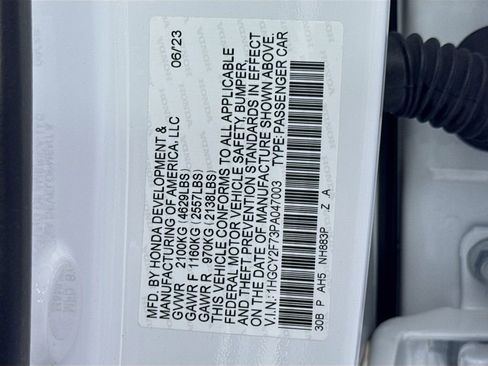 MFD. BY HONDA DEVELOPMENT & 06/23
MANUFACTURING OF AMERICA, LLC
GVWR 2100KG (4629LBS)
GAWR F 1160KG (2557LBS)
GAWR R 970KG (2138LBS)
THIS VEHICLE CONFORMS TO ALL APPLICABLE
FEDERAL MOTOR VEHICLE SAFETY, BUMPER,
AND THEFT PREVENTION STANDARDS IN EFFECT
ON THE DATE OF MANUFACTURE SHOWN ABOVE.
V.I.N.: 1HGCY2F73PA047003 TYPE: PASSENGER CAR
30B P AH5 NH883P Z A